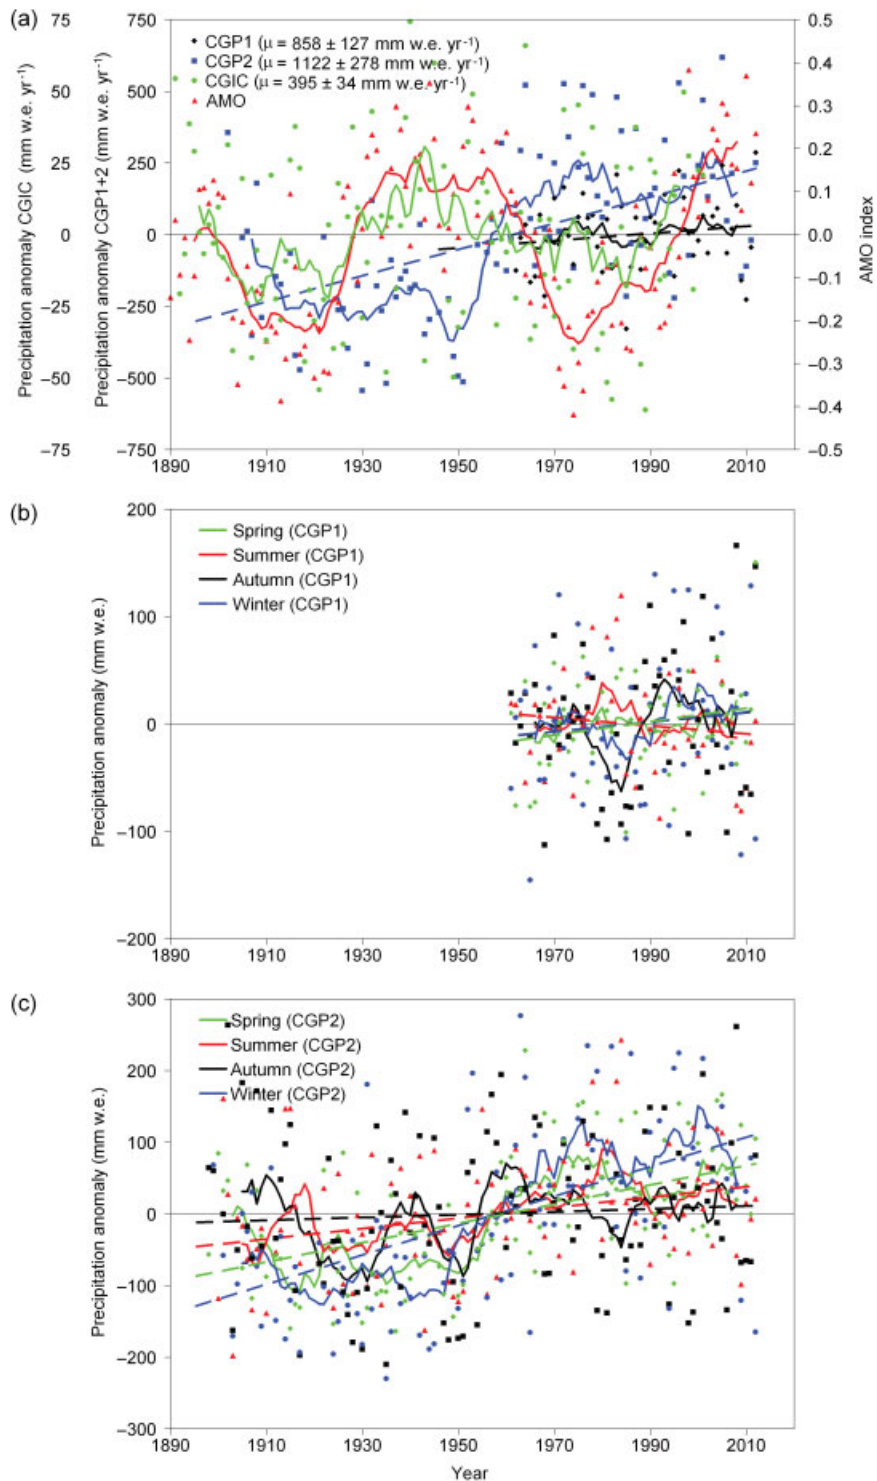 (a)
75 750 0.5
CGP1 (μ = 858 ± 127 mm w.e. yr⁻¹)
CGP2 (μ = 1122 ± 278 mm w.e. yr⁻¹)
CGIC (μ = 395 ± 34 mm w.e. yr⁻¹)
AMO
0.4
50 500 0.3
0.2
25 250 0.1
0 0 0.0
−0.1
−25 −250 −0.2
−0.3
−50 −500 −0.4
−75 −750 −0.5
Precipitation anomaly CGIC (mm w.e. yr⁻¹)
Precipitation anomaly CGP1+2 (mm w.e. yr⁻¹)
AMO index
1890 1910 1930 1950 1970 1990 2010
(b)
200
Spring (CGP1)
Summer (CGP1)
Autumn (CGP1)
Winter (CGP1)
100
0
−100
−200
Precipitation anomaly (mm w.e.)
1890 1910 1930 1950 1970 1990 2010
(c)
300
Spring (CGP2)
Summer (CGP2)
Autumn (CGP2)
Winter (CGP2)
200
100
0
−100
−200
−300
Precipitation anomaly (mm w.e.)
1890 1910 1930 1950 1970 1990 2010
Year